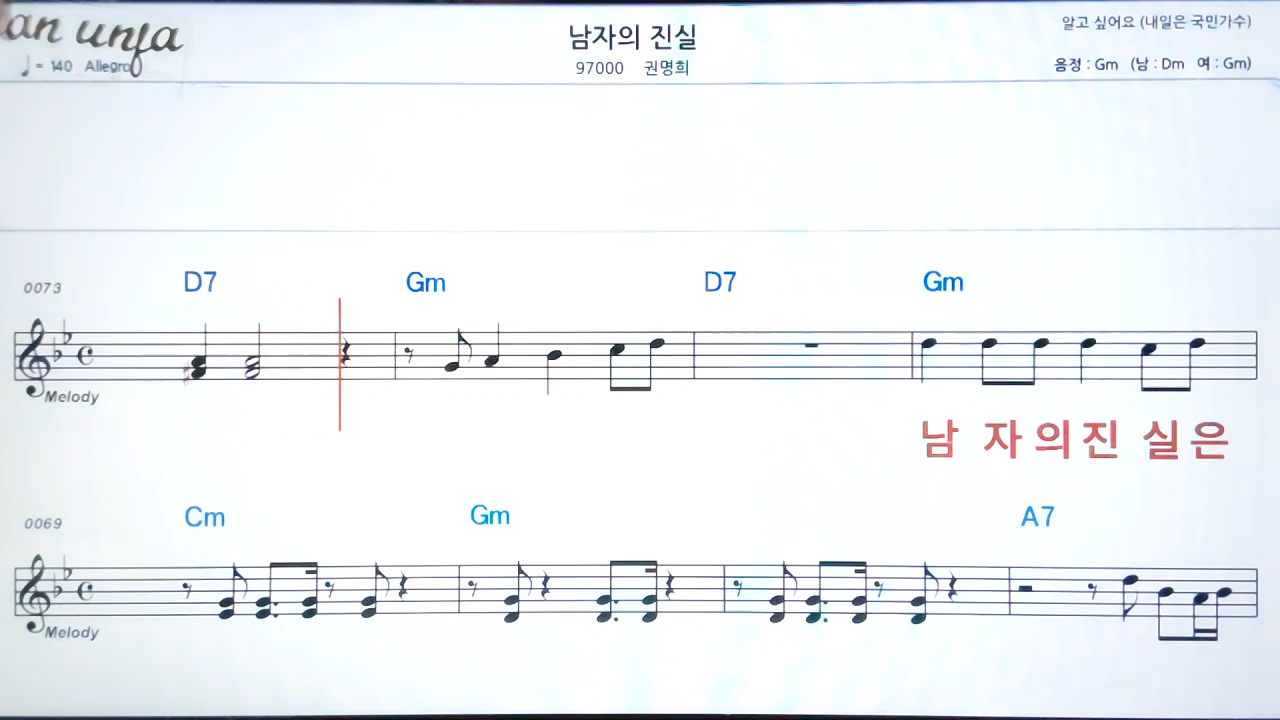 an unja
♩ = 140 Allegro
남자의 진실
97000 권명희
알고 싶어요 (내일은 국민가수)
음정 : Gm (남 : Dm 여 : Gm)
0073
D7 Gm D7 Gm
Melody
남 자의진 실은
0069
Cm Gm A7
Melody